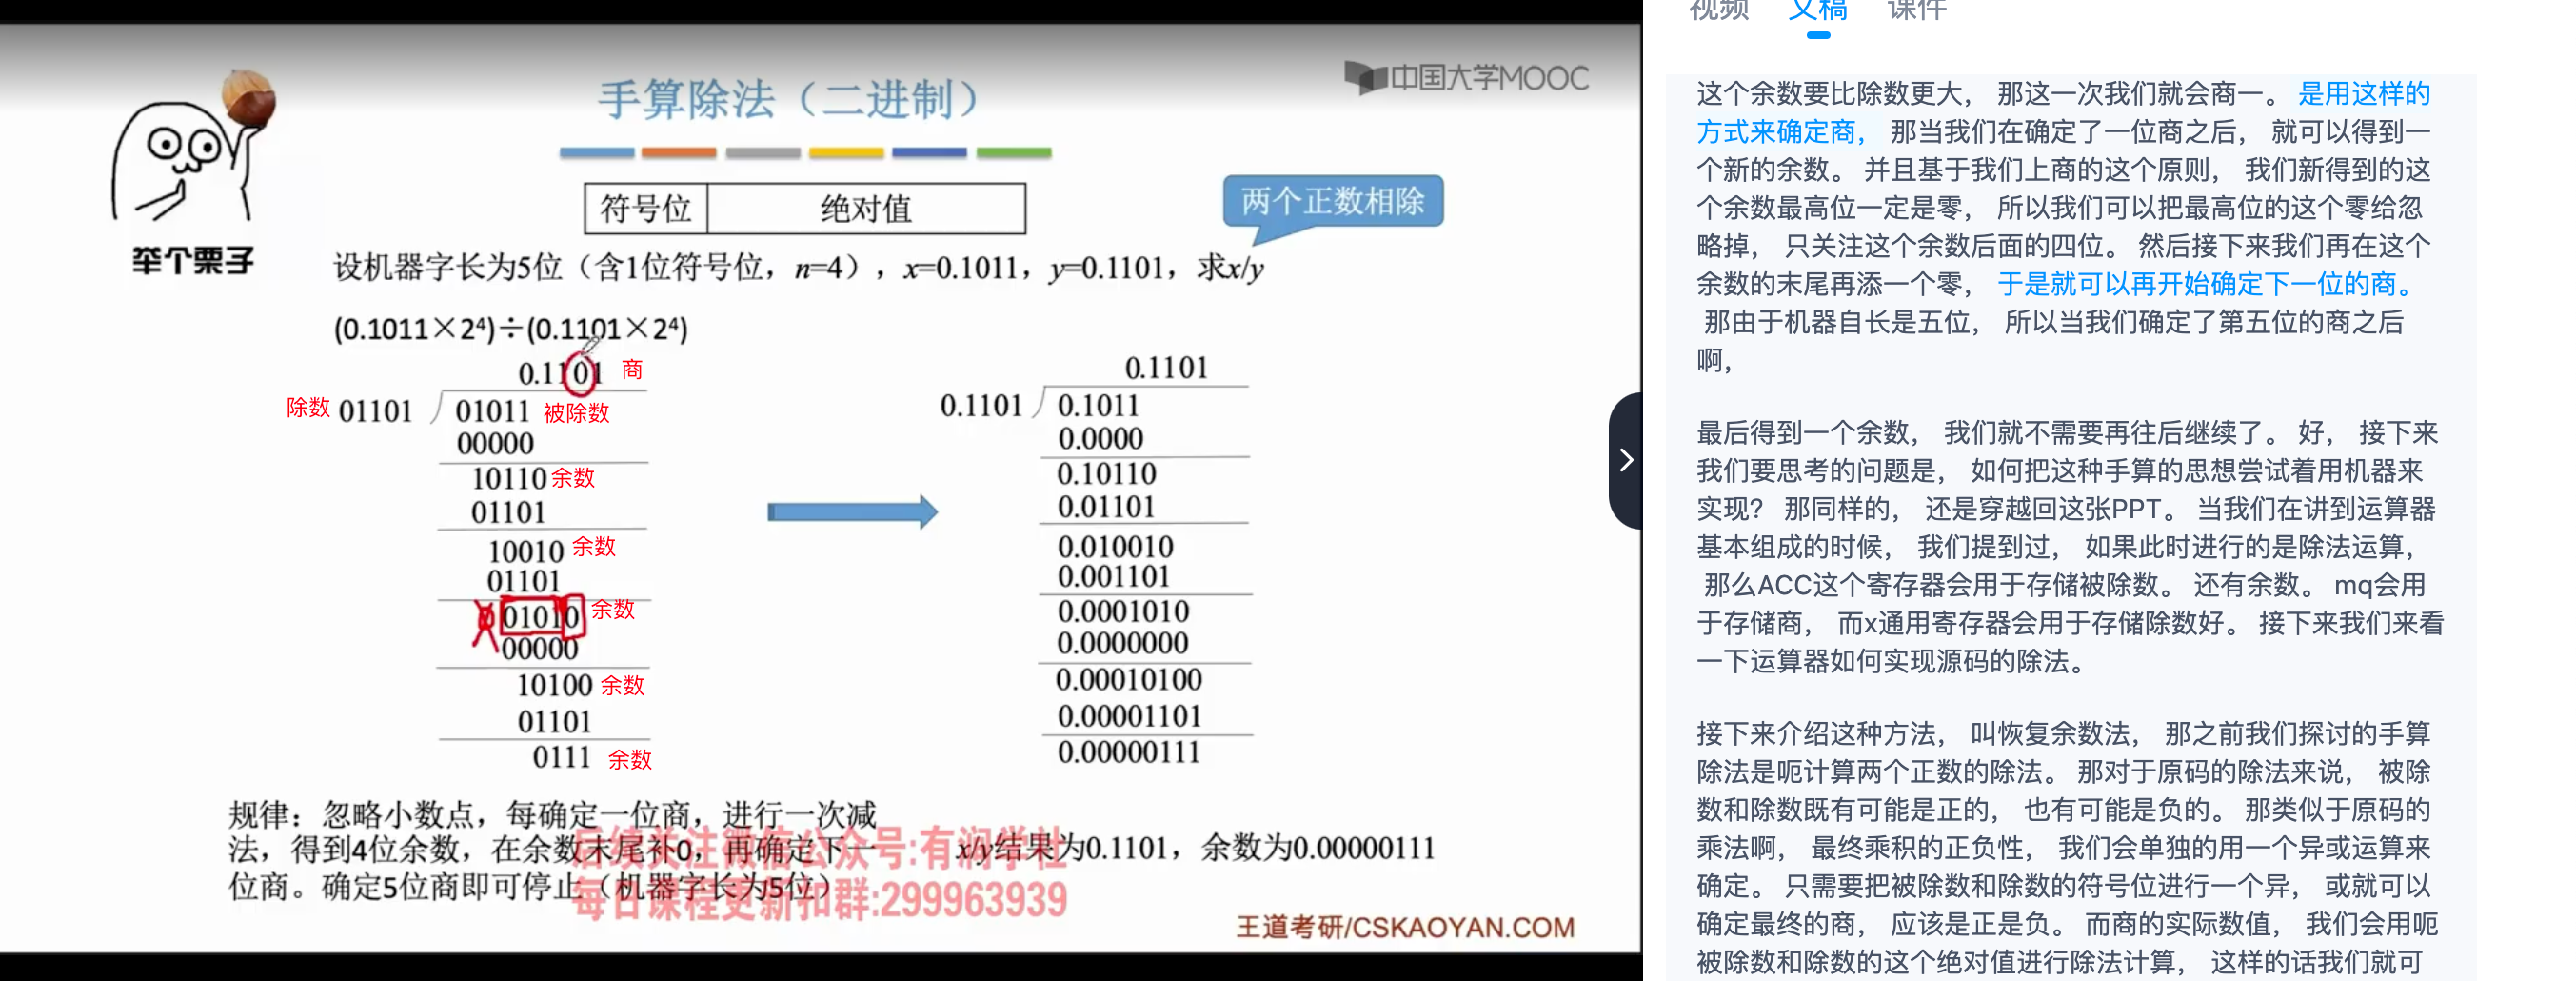 手算除法（二进制）
中国大学MOOC
举个栗子
符号位 绝对值
两个正数相除
设机器字长为5位（含1位符号位，n=4），x=0.1011，y=0.1101，求x/y
(0.1011×2⁴)÷(0.1101×2⁴)
0.1101 商
除数 01101 01011 被除数
00000
10110 余数
01101
10010 余数
01101
01010 余数
00000
10100 余数
01101
0111 余数
0.1101
0.1101 0.1011
0.0000
0.10110
0.01101
0.010010
0.001101
0.0001010
0.0000000
0.00010100
0.00001101
0.00000111
规律：忽略小数点，每确定一位商，进行一次减
法，得到4位余数，在余数末尾补0，再确定下一
位商。确定5位商即可停止（机器字长为5位）
x/y结果为0.1101，余数为0.00000111
后续关注微信公众号:有润学社
每日课程更新扣群:299963939
王道考研/CSKAOYAN.COM
视频 文稿 课件
这个余数要比除数更大， 那这一次我们就会商一。 是用这样的
方式来确定商， 那当我们在确定了一位商之后， 就可以得到一
个新的余数。 并且基于我们上商的这个原则， 我们新得到的这
个余数最高位一定是零， 所以我们可以把最高位的这个零给忽
略掉， 只关注这个余数后面的四位。 然后接下来我们再在这个
余数的末尾再添一个零， 于是就可以再开始确定下一位的商。
那由于机器自长是五位， 所以当我们确定了第五位的商之后
啊，
最后得到一个余数， 我们就不需要再往后继续了。 好， 接下来
我们要思考的问题是， 如何把这种手算的思想尝试着用机器来
实现？ 那同样的， 还是穿越回这张PPT。 当我们在讲到运算器
基本组成的时候， 我们提到过， 如果此时进行的是除法运算，
那么ACC这个寄存器会用于存储被除数。 还有余数。 mq会用
于存储商， 而x通用寄存器会用于存储除数好。 接下来我们来看
一下运算器如何实现源码的除法。
接下来介绍这种方法， 叫恢复余数法， 那之前我们探讨的手算
除法是呃计算两个正数的除法。 那对于原码的除法来说， 被除
数和除数既有可能是正的， 也有可能是负的。 那类似于原码的
乘法啊， 最终乘积的正负性， 我们会单独的用一个异或运算来
确定。 只需要把被除数和除数的符号位进行一个异， 或就可以
确定最终的商， 应该是正是负。 而商的实际数值， 我们会用呃
被除数和除数的这个绝对值进行除法计算， 这样的话我们就可